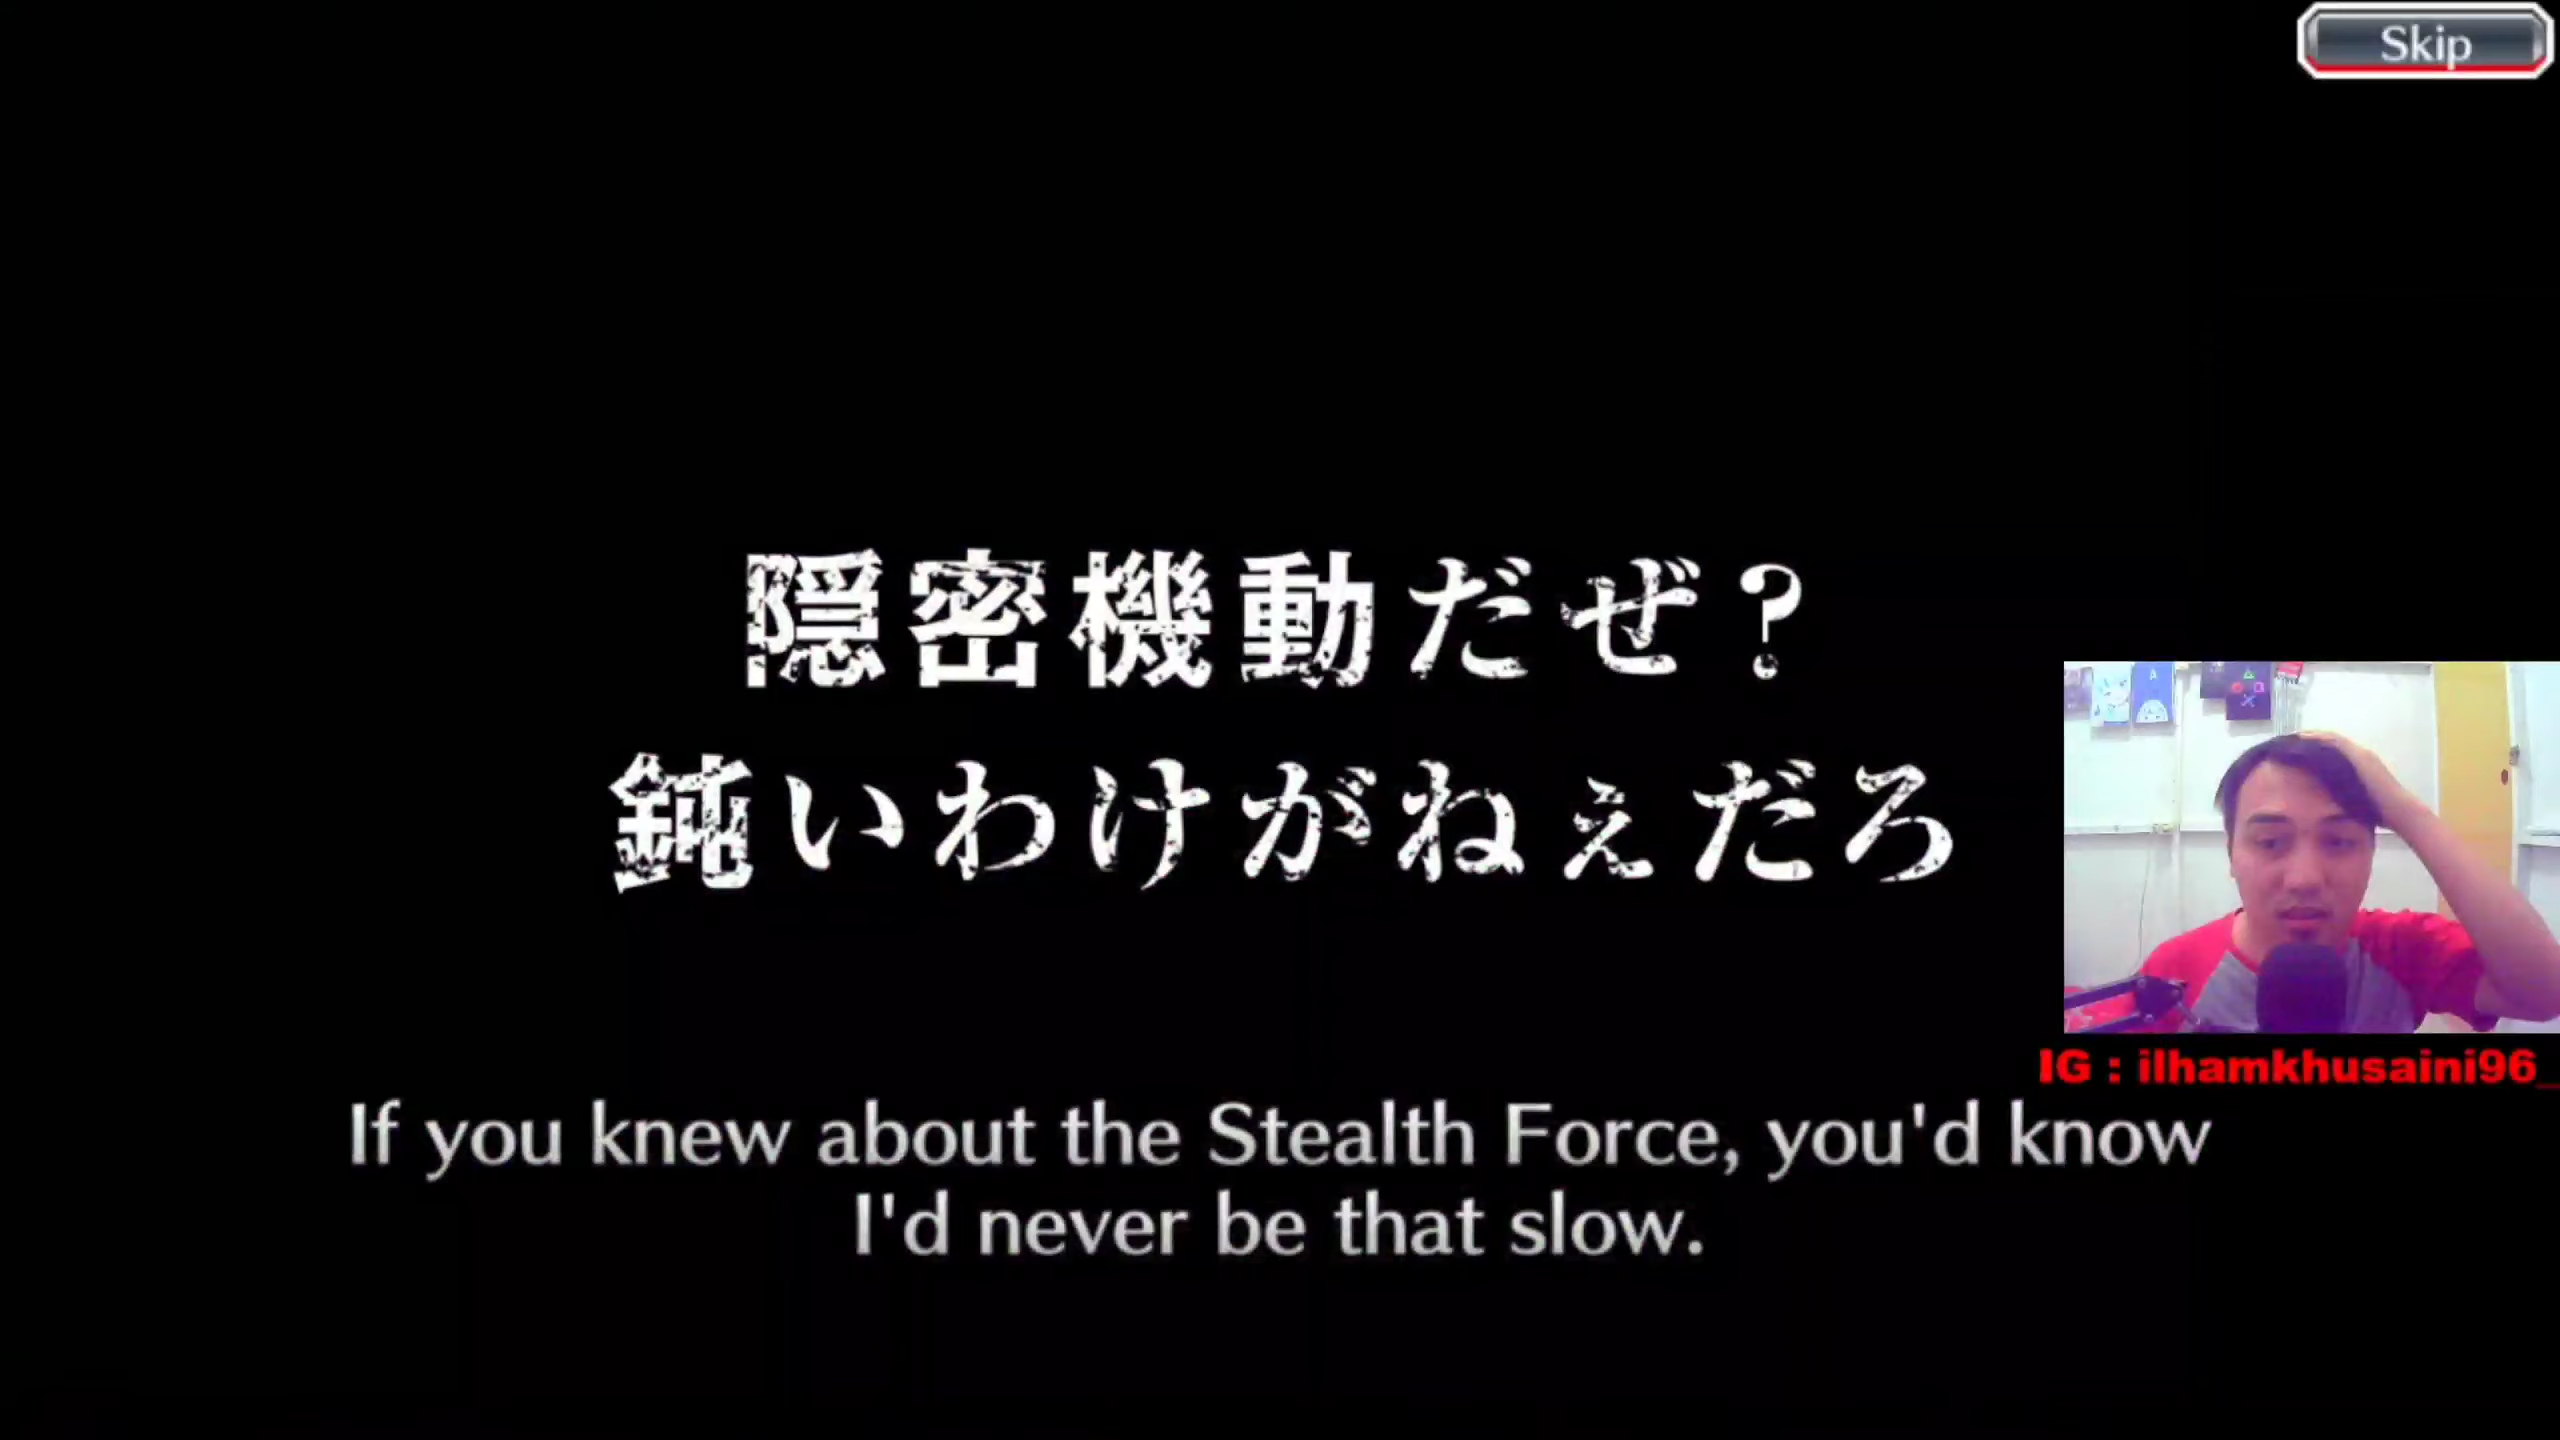 Skip
隠密機動だぜ?
鈍いわけがねぇだろ
IG : ilhamkhusaini96_
If you knew about the Stealth Force, you'd know
I'd never be that slow.